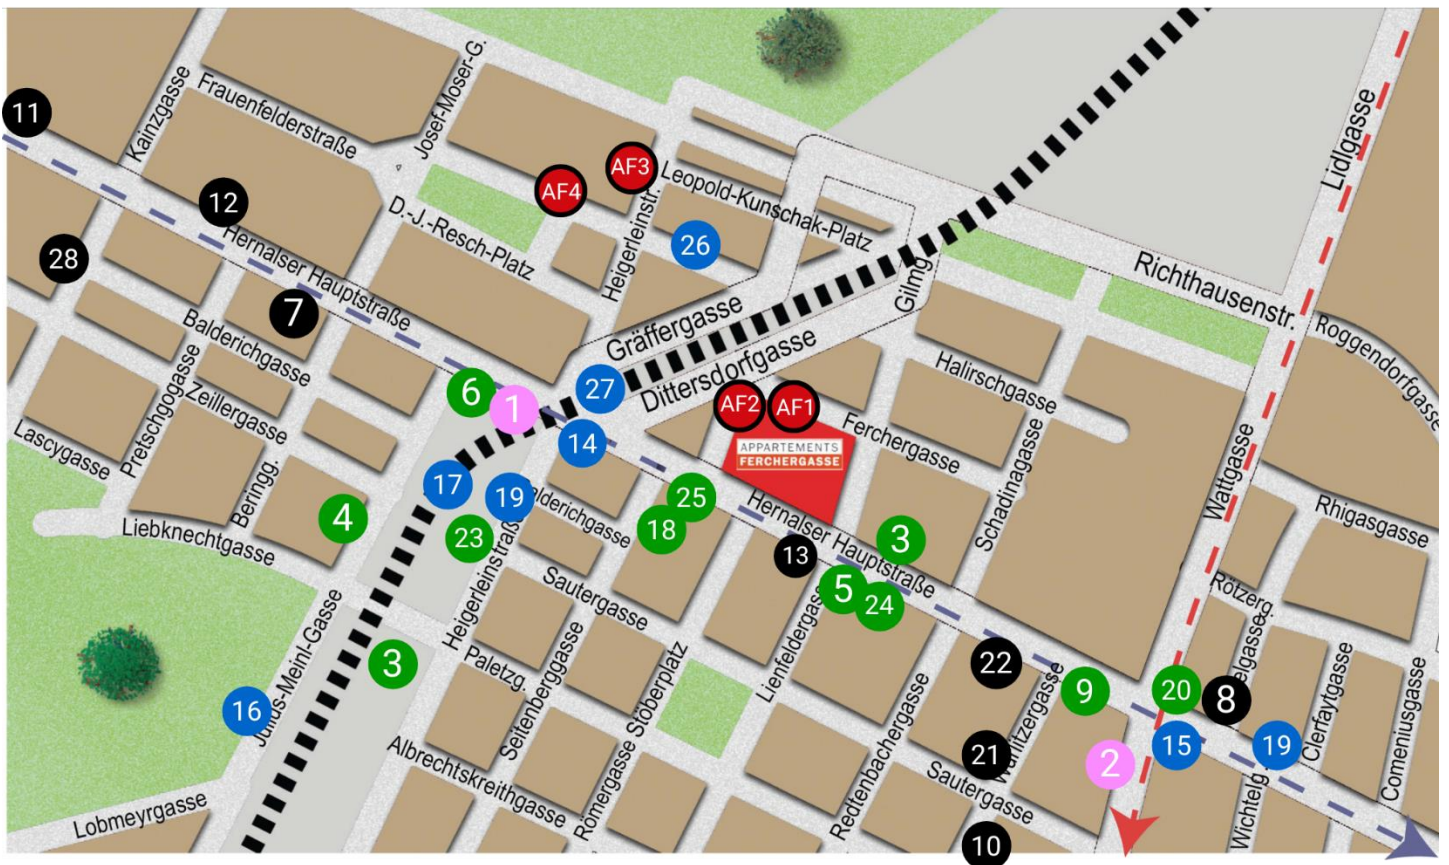 11
Kainzgasse
Frauenfelderstraße
Josef-Moser-G.
12
28
Hernalser Hauptstraße
7
D.-J.-Resch-Platz
AF4
AF3
Heigerleinstr.
Leopold-Kunschak-Platz
26
Gräffergasse
Dittersdorfgasse
Gilmg.
Richthausenstr.
Lidlgasse
Roggendorfgasse
Balderichgasse
Zeillergasse
Pretschgogasse
Lascygasse
Beringg.
Liebknechtgasse
4
6
1
27
14
17
19
23
Heigerleinstraße
25
18
AF2
AF1
APPARTEMENTS
FERCHERGASSE
Ferchergasse
Halirschgasse
Schadinagasse
Wattgasse
Rhigasgasse
Rötzerg.
Hernalser Hauptstraße
13
3
5
24
Lienfeldergasse
Sautergasse
Paletzg.
3
Julius-Meinl-Gasse
16
Lobmeyrgasse
Albrechtskreithgasse
Seitenberggasse
Römergasse
Stöberplatz
Redtenbachergasse
22
21
10
Sautergasse
9
2
20
8
15
19
Wichtelg.
Clerfaytgasse
Comeniusgasse